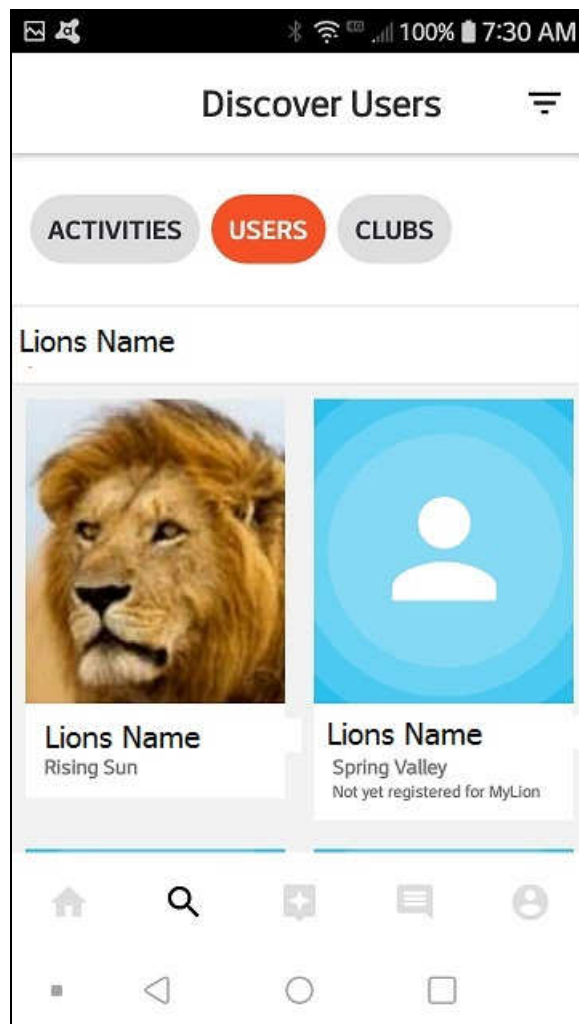 100% 7:30 AM
Discover Users
ACTIVITIES USERS CLUBS
Lions Name
Lions Name
Rising Sun
Lions Name
Spring Valley
Not yet registered for MyLion